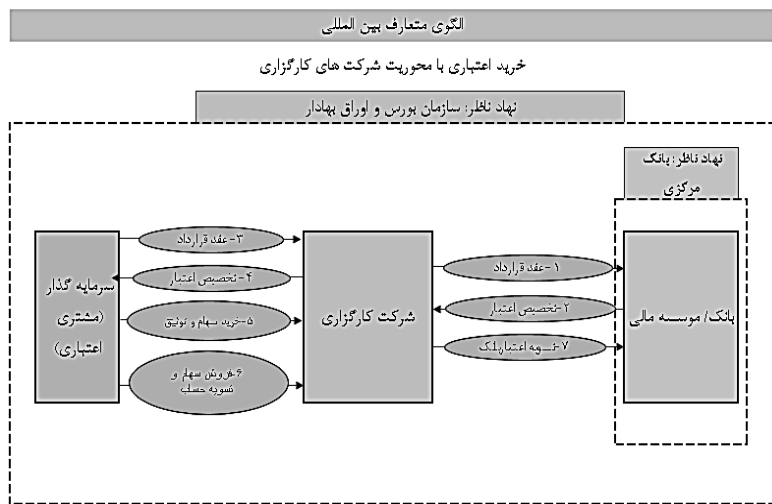 الگوی متعارف بین المللی
خرید اعتباری با محوریت شرکت های کارگزاری
نهاد ناظر: سازمان بورس و اوراق بهادار
نهاد ناظر: بانک
مرکزی
۳-عقد قرارداد
۴-تخصیص اعتبار
۵-خرید سهام و توثیق
۶-فروش سهام و
تسویه حساب
سرمایه گذار
(مشتری
اعتباری)
شرکت کارگزاری
۱-عقد قرارداد
۲-تخصیص اعتبار
۷-تسویه اعتبار بانک
بانک/ موسسه مالی